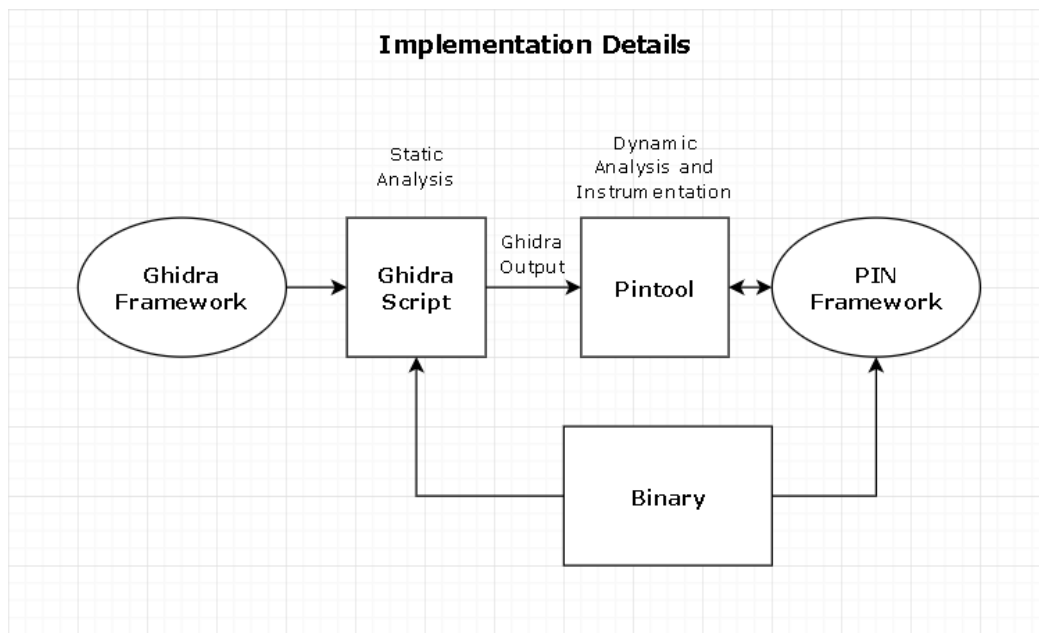 Implementation Details
Static
Analysis
Dynamic
Analysis and
Instrumentation
Ghidra
Framework
Ghidra
Script
Ghidra
Output
Pintool
PIN
Framework
Binary